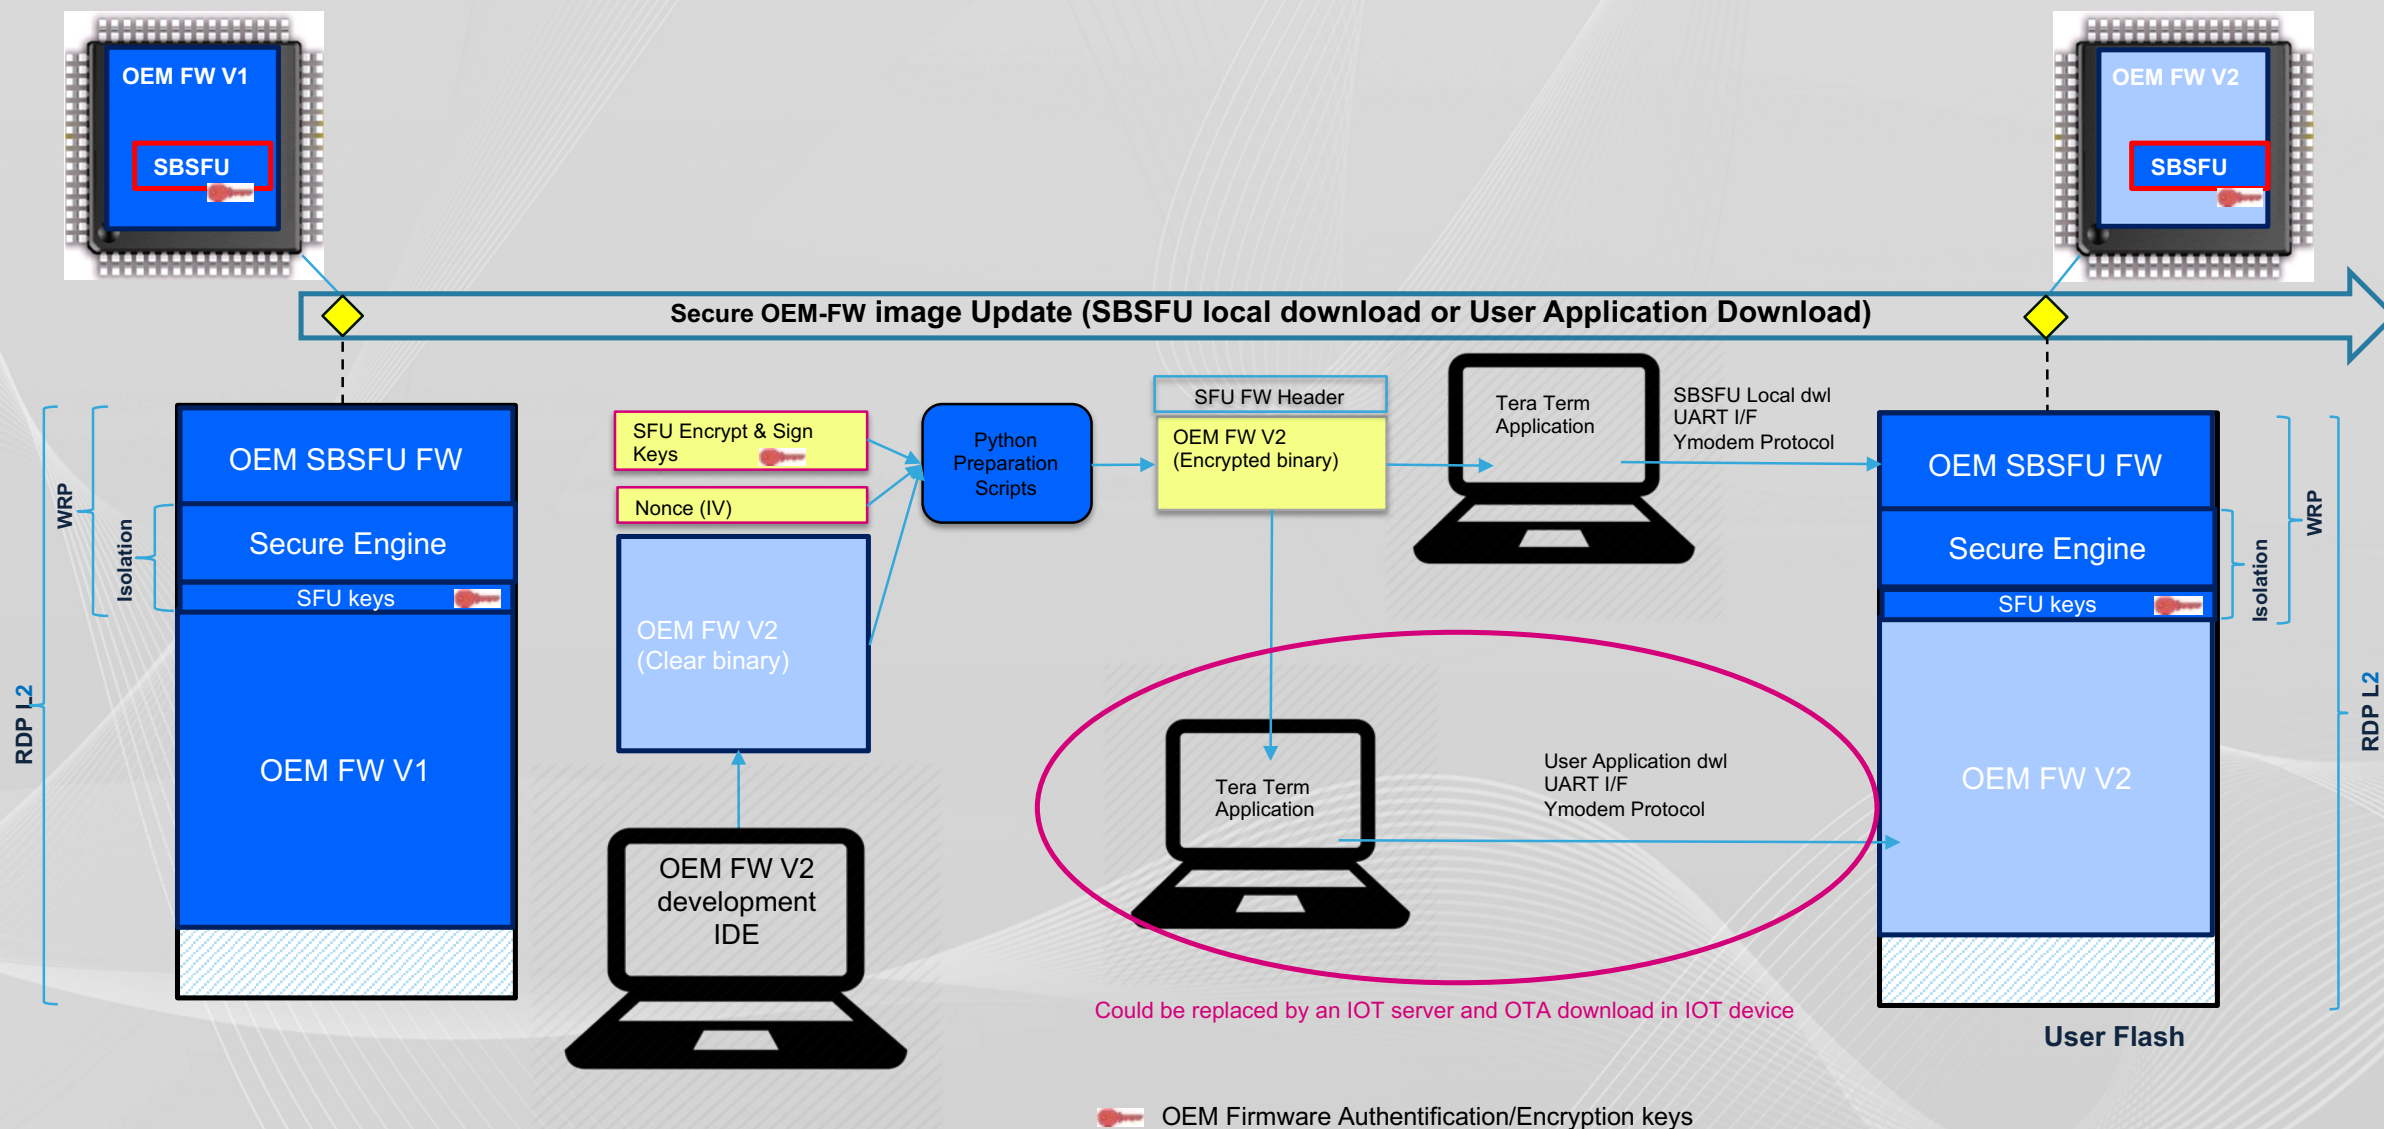 OEM FW V1
SBSFU
OEM FW V2
SBSFU
Secure OEM-FW image Update (SBSFU local download or User Application Download)
WRP
Isolation
RDP L2
OEM SBSFU FW
Secure Engine
SFU keys
OEM FW V1
SFU Encrypt & Sign
Keys
Nonce (IV)
OEM FW V2
(Clear binary)
OEM FW V2
development
IDE
Python
Preparation
Scripts
SFU FW Header
OEM FW V2
(Encrypted binary)
Tera Term
Application
SBSFU Local dwl
UART I/F
Ymodem Protocol
Tera Term
Application
User Application dwl
UART I/F
Ymodem Protocol
Could be replaced by an IOT server and OTA download in IOT device
OEM SBSFU FW
Secure Engine
SFU keys
OEM FW V2
WRP
Isolation
RDP L2
User Flash
OEM Firmware Authentification/Encryption keys